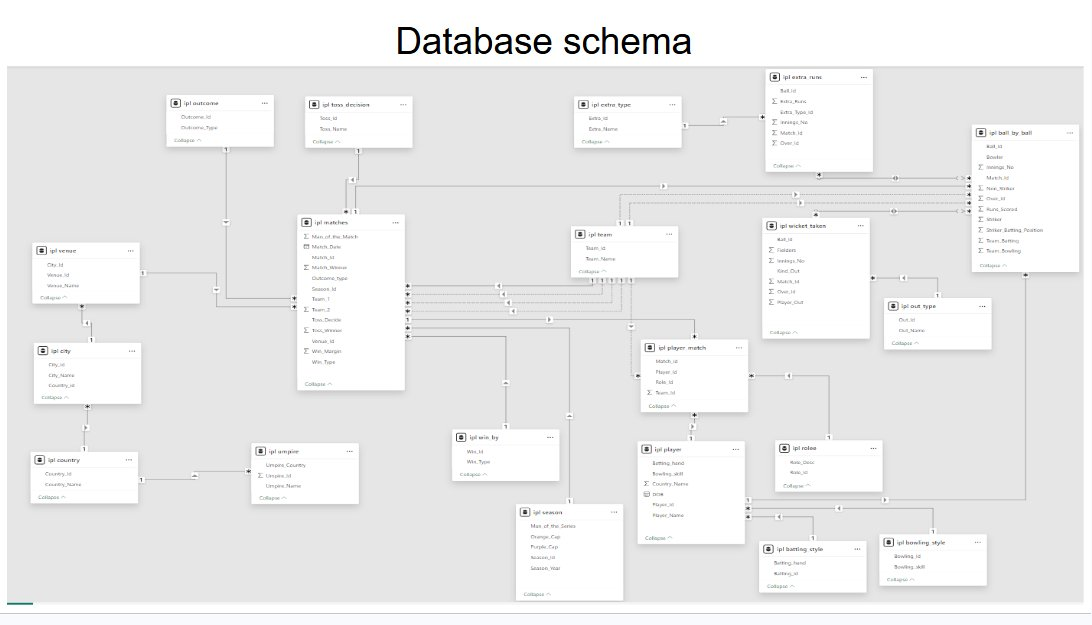 Database schema
ipl outcome
Outcome_Id
Outcome_Type
Collapse
ipl toss_decision
Toss_Id
Toss_Name
Collapse
ipl extra_type
Extra_Id
Extra_Name
Collapse
ipl extra_runs
Ball_Id
Extra_Runs
Extra_Type_Id
Innings_No
Match_Id
Over_Id
Collapse
ipl ball_by_ball
Ball_Id
Bowler
Innings_No
Match_Id
Non_Striker
Over_Id
Runs_Scored
Striker
Striker_Batting_Position
Team_Batting
Team_Bowling
Collapse
ipl matches
Man_of_the_Match
Match_Date
Match_Id
Match_Winner
Outcome_type
Season_Id
Team_1
Team_2
Toss_Decide
Toss_Winner
Venue_Id
Win_Margin
Win_Type
Collapse
ipl team
Team_Id
Team_Name
Collapse
ipl wicket_taken
Ball_Id
Fielders
Innings_No
Kind_Out
Match_Id
Over_Id
Player_Out
Collapse
ipl venue
City_Id
Venue_Id
Venue_Name
Collapse
ipl out_type
Out_Id
Out_Name
Collapse
ipl city
City_Id
City_Name
Country_Id
Collapse
ipl player_match
Match_Id
Player_Id
Role_Id
Team_Id
Collapse
ipl country
Country_Id
Country_Name
Collapse
ipl umpire
Umpire_Country
Umpire_Id
Umpire_Name
Collapse
ipl win_by
Win_Id
Win_Type
Collapse
ipl player
Batting_hand
Bowling_skill
Country_Name
DOB
Player_Id
Player_Name
Collapse
ipl rolee
Role_Desc
Role_Id
Collapse
ipl season
Man_of_the_Series
Orange_Cap
Purple_Cap
Season_Id
Season_Year
Collapse
ipl batting_style
Batting_hand
Batting_Id
Collapse
ipl bowling_style
Bowling_Id
Bowling_skill
Collapse